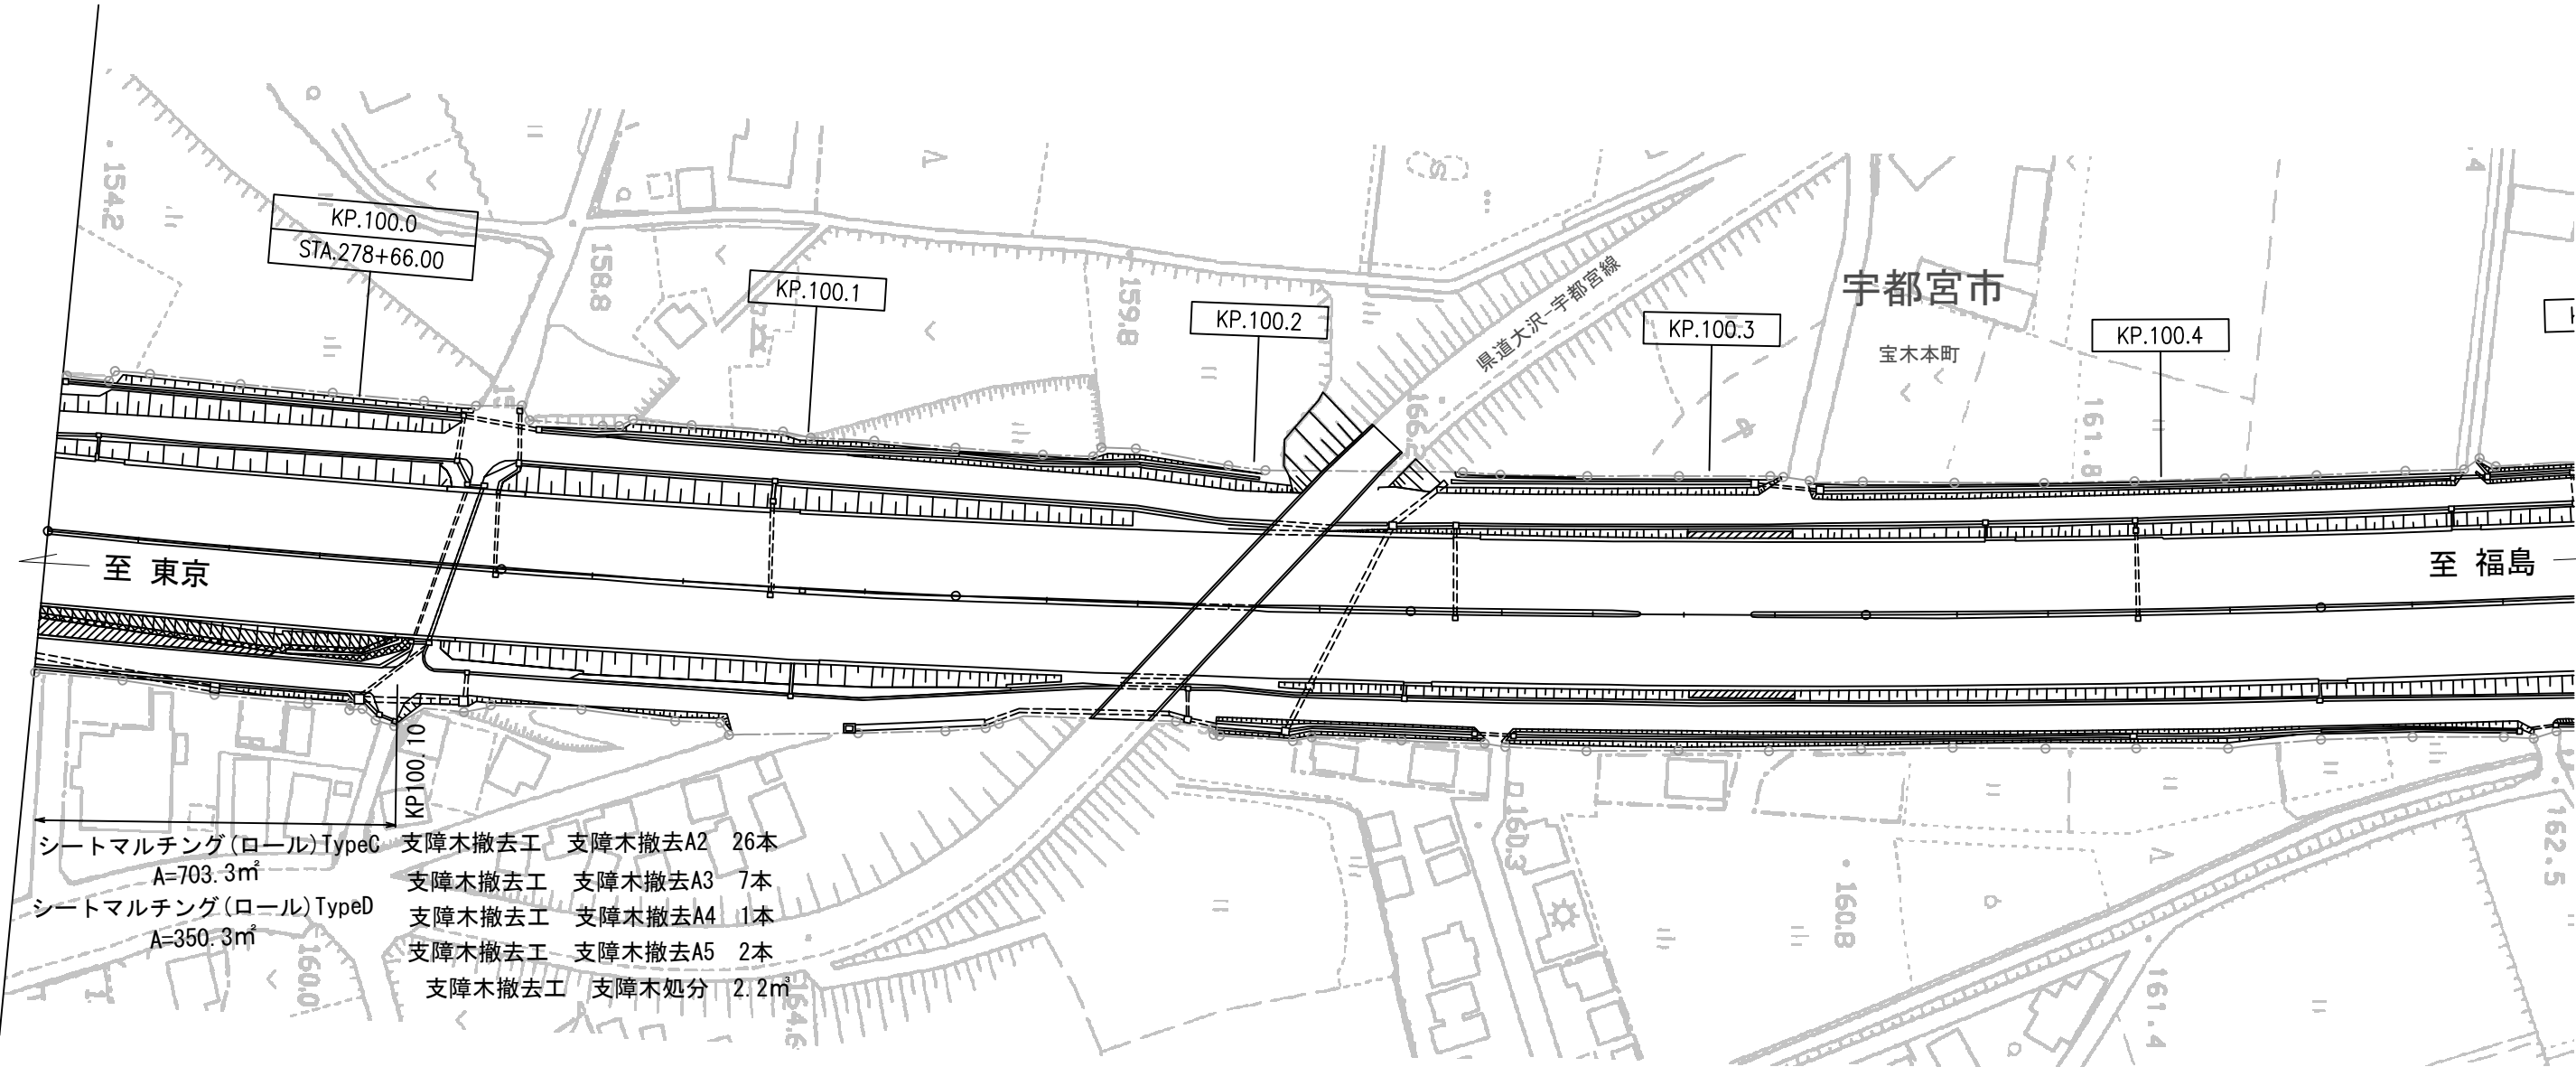 154.2
KP.100.0
STA.278+66.00
158.8
KP.100.1
159.8
KP.100.2
県道大沢-宇都宮線
166.2
KP.100.3
宇都宮市
宝木本町
KP.100.4
161.8
至 東京
至 福島
KP100.10
シートマルチング(ロール)TypeC
A=703.3㎡
シートマルチング(ロール)TypeD
A=350.3㎡
支障木撤去工 支障木撤去A2 26本
支障木撤去工 支障木撤去A3 7本
支障木撤去工 支障木撤去A4 1本
支障木撤去工 支障木撤去A5 2本
支障木撤去工 支障木処分 2.2㎥
160.0
164.6
160.3
160.8
161.4
162.5